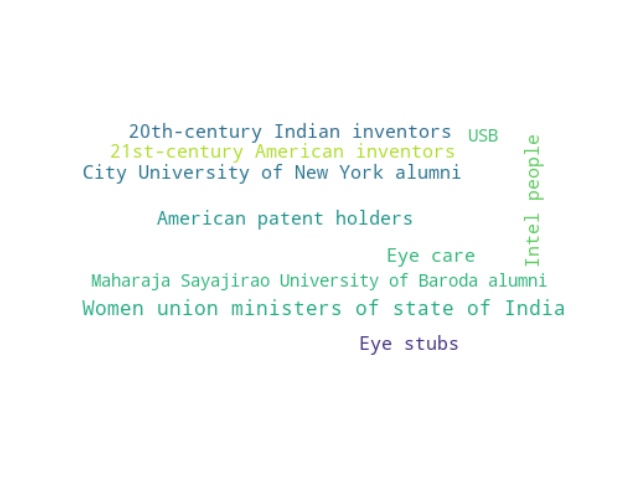 20th-century Indian inventors
USB
21st-century American inventors
City University of New York alumni
Intel people
American patent holders
Eye care
Maharaja Sayajirao University of Baroda alumni
Women union ministers of state of India
Eye stubs